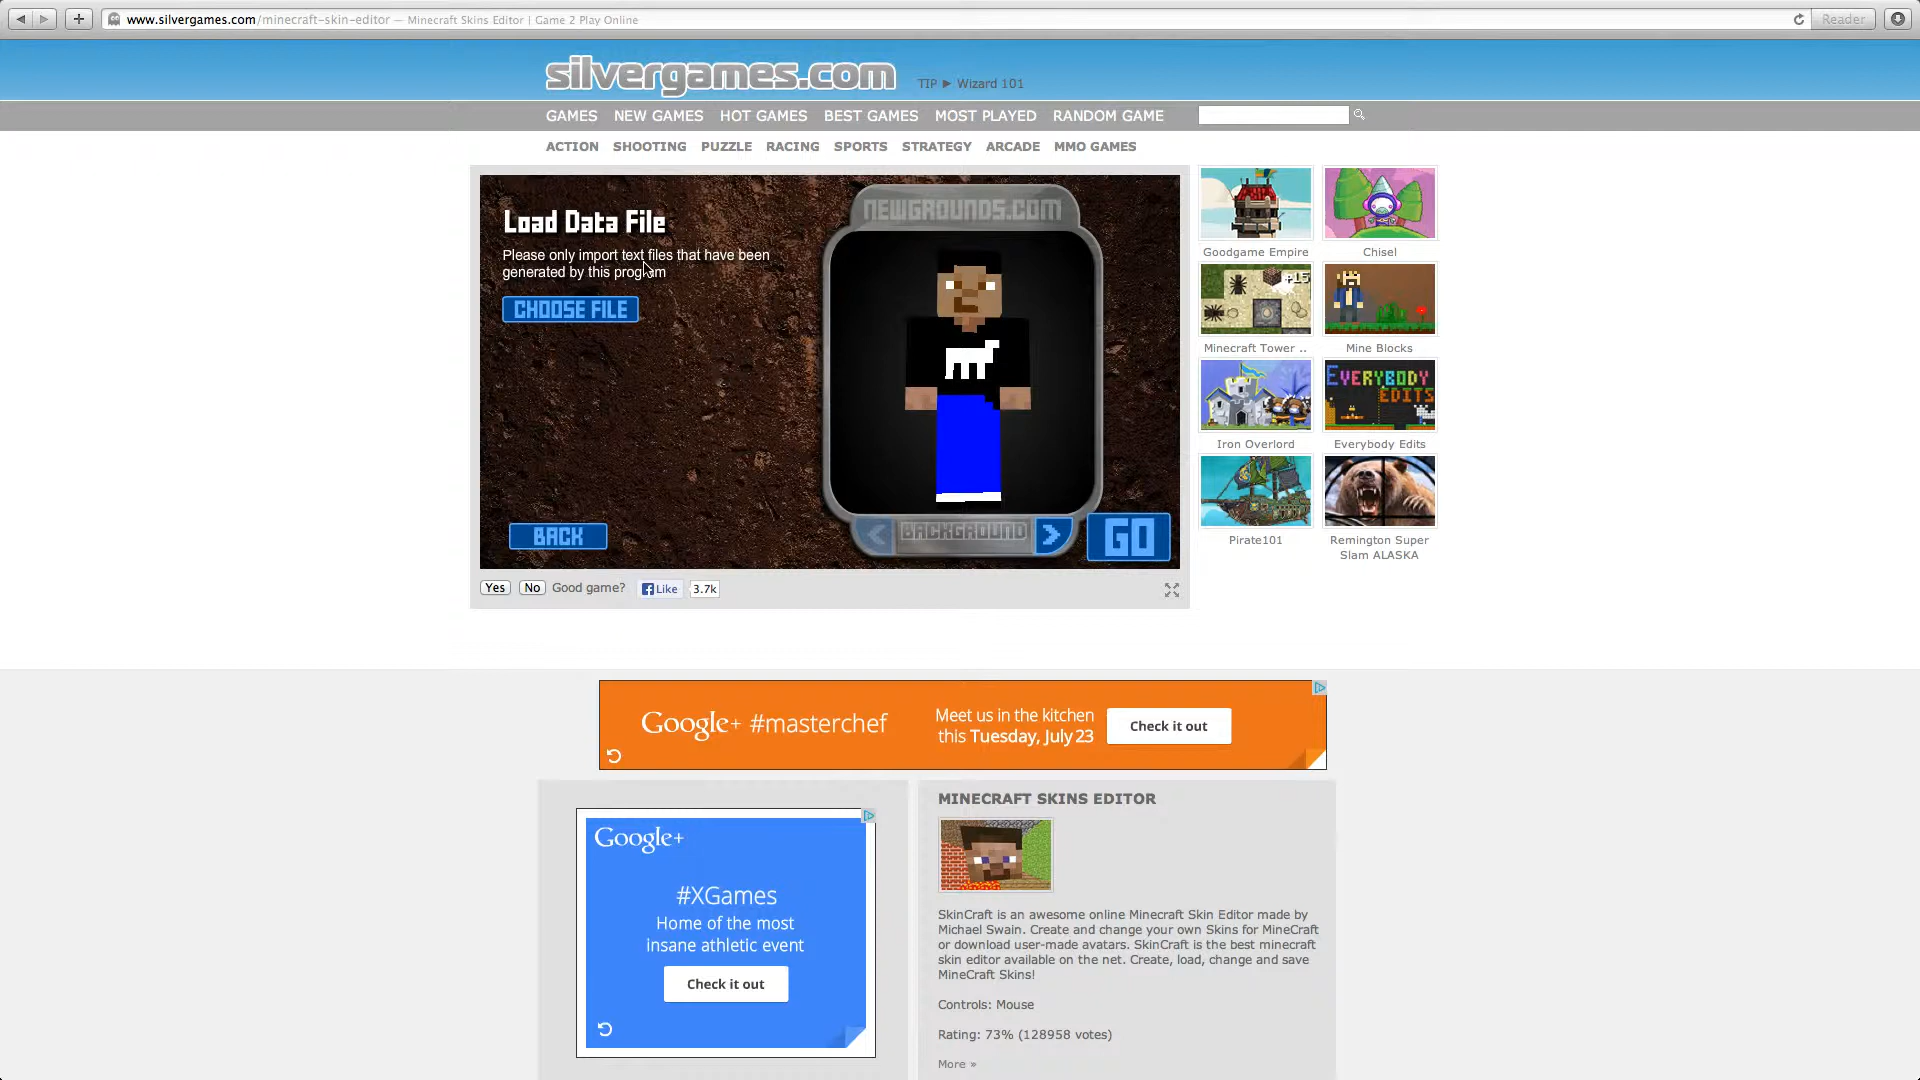 www.silvergames.com/minecraft-skin-editor — Minecraft Skins Editor | Game 2 Play Online
Reader
silvergames.com
TIP ► Wizard 101
GAMES NEW GAMES HOT GAMES BEST GAMES MOST PLAYED RANDOM GAME
ACTION SHOOTING PUZZLE RACING SPORTS STRATEGY ARCADE MMO GAMES
Load Data File
Please only import text files that have been
generated by this program
CHOOSE FILE
BACK
NEWGROUNDS.COM
< BACKGROUND >
GO
Yes No Good game? Like 3.7k
Goodgame Empire
Chisel
+15
Minecraft Tower ..
Mine Blocks
EVERYBODY
EDITS
Iron Overlord
Everybody Edits
Pirate101
Remington Super
Slam ALASKA
Google+ #masterchef
Meet us in the kitchen
this Tuesday, July 23
Check it out
Google+
#XGames
Home of the most
insane athletic event
Check it out
MINECRAFT SKINS EDITOR
SkinCraft is an awesome online Minecraft Skin Editor made by
Michael Swain. Create and change your own Skins for MineCraft
or download user-made avatars. SkinCraft is the best minecraft
skin editor available on the net. Create, load, change and save
MineCraft Skins!
Controls: Mouse
Rating: 73% (128958 votes)
More »